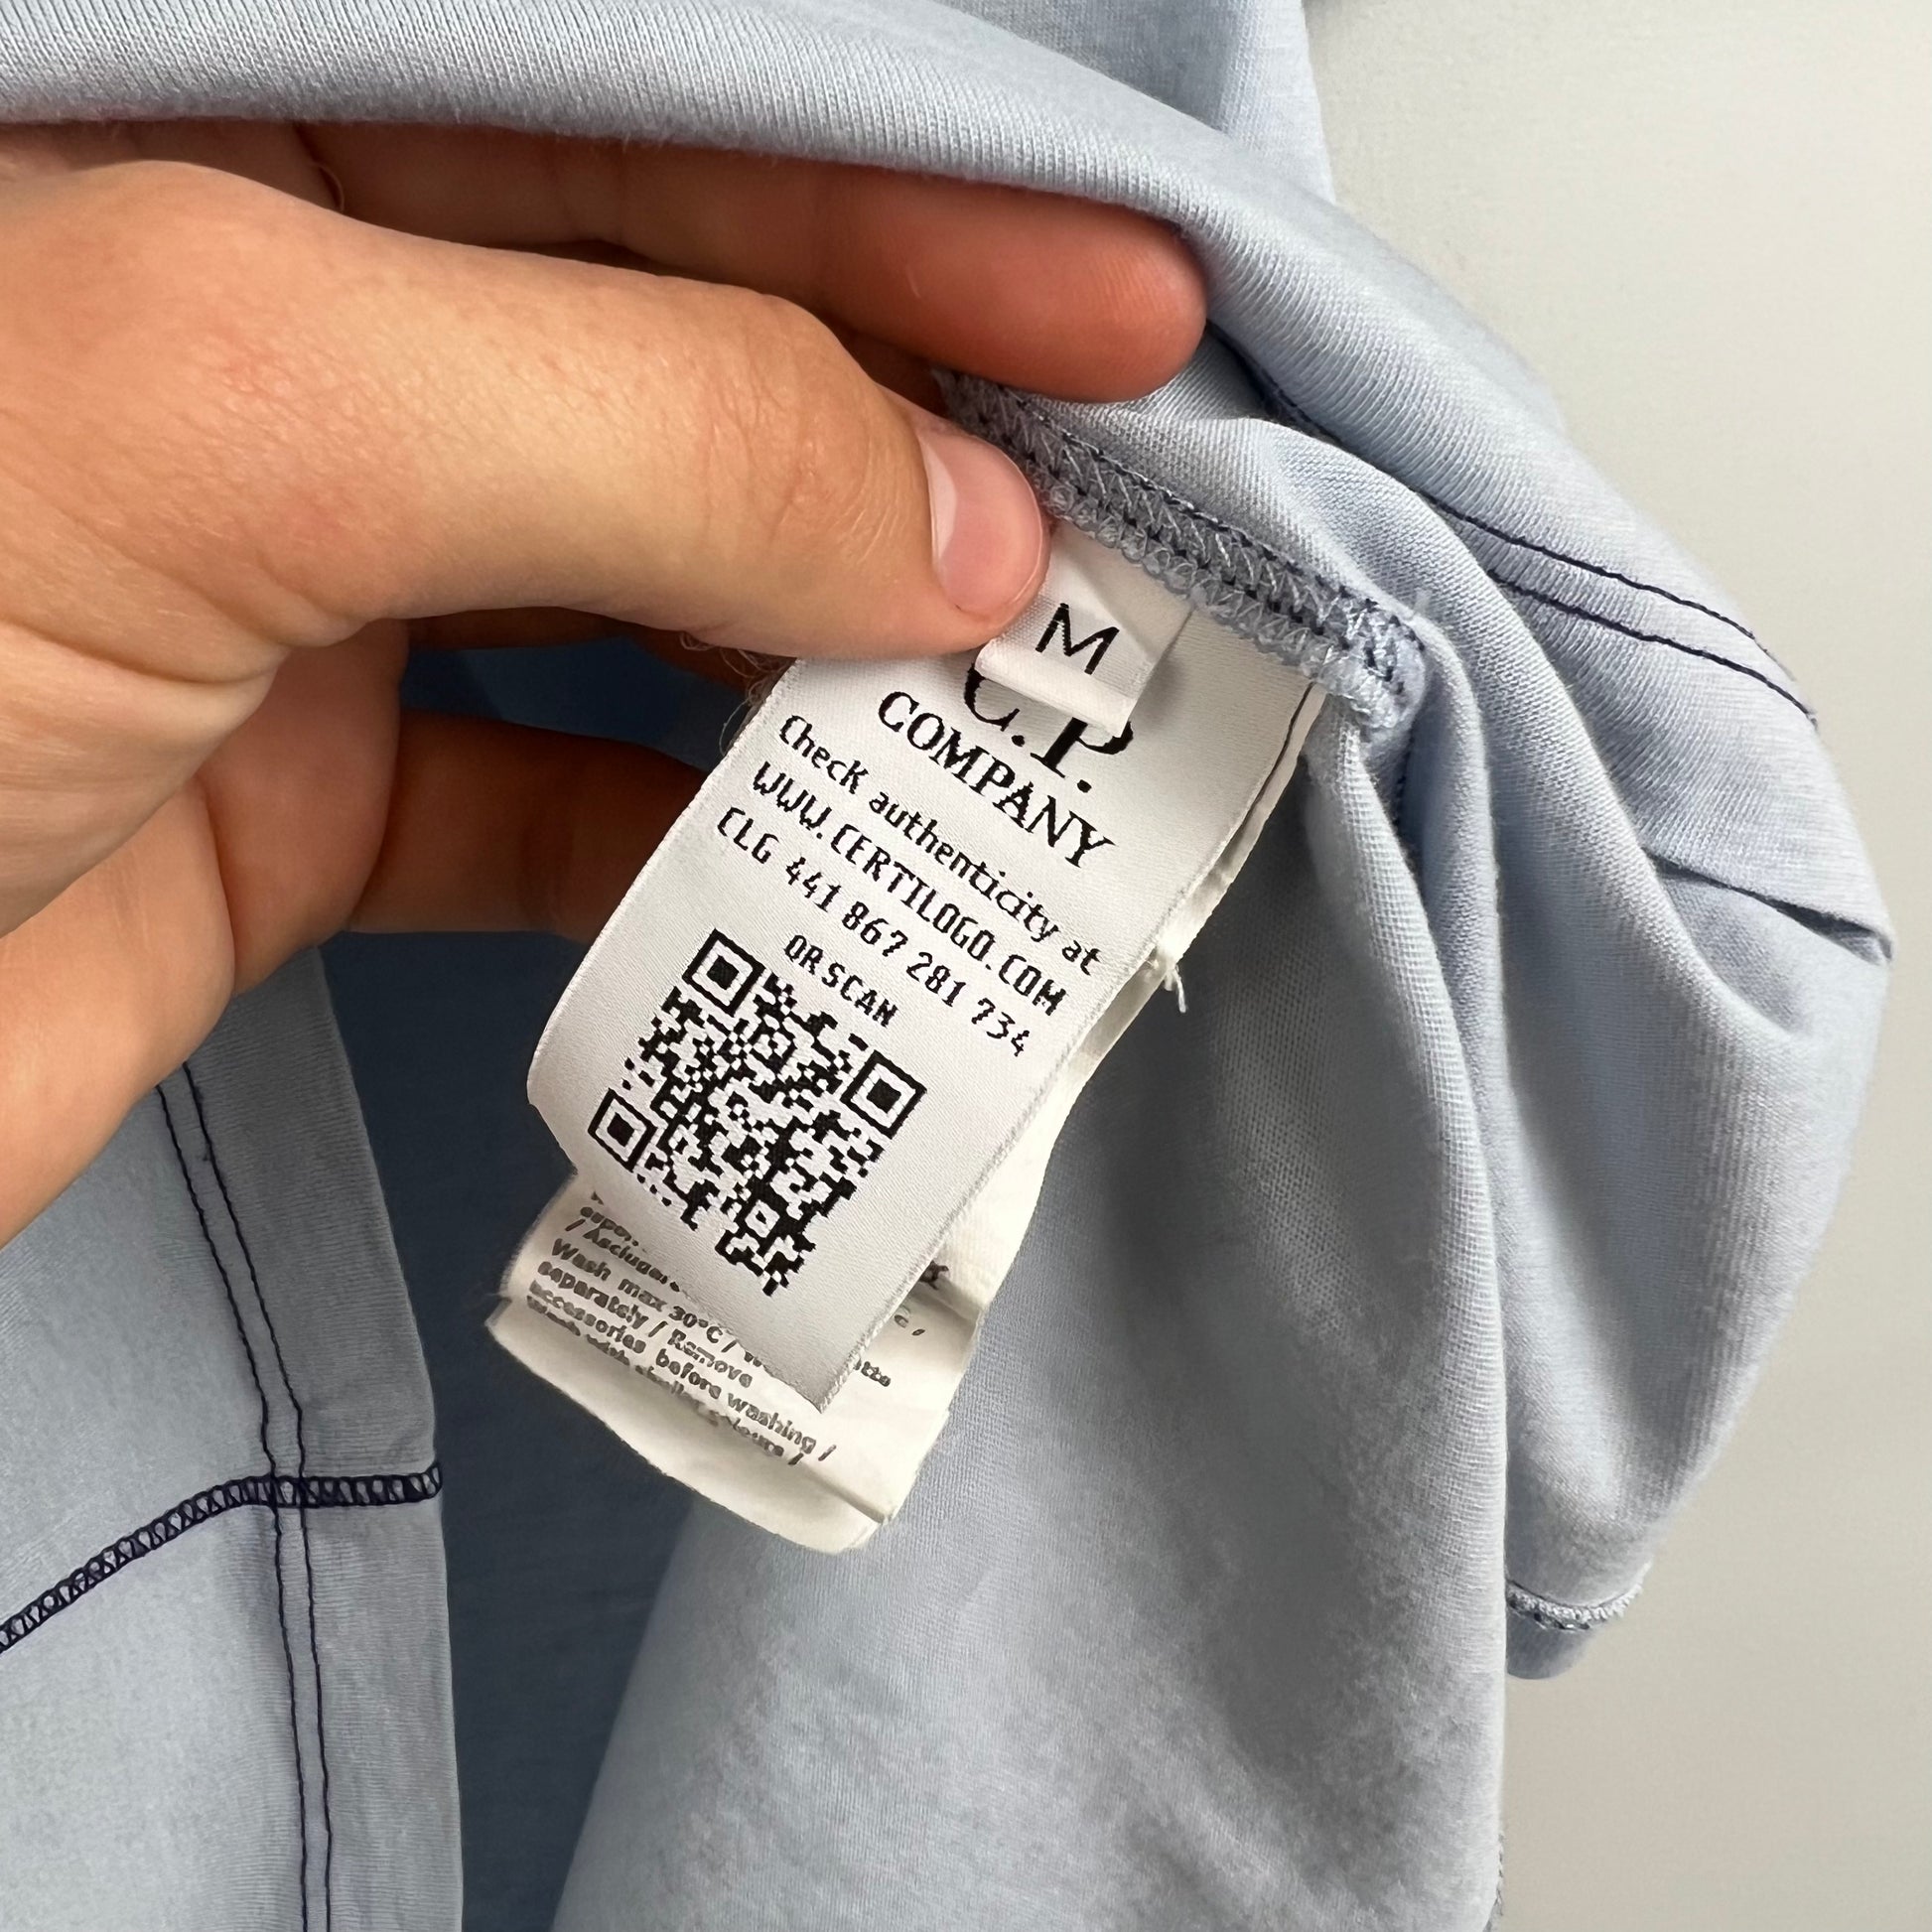 M
C.P.
COMPANY
Check authenticity at
WWW.CERTILOGO.COM
CLG 441 867 281 734
QR SCAN
/ Asciugare
Wash max 30°C /
separately / Remove
accessories before washing /